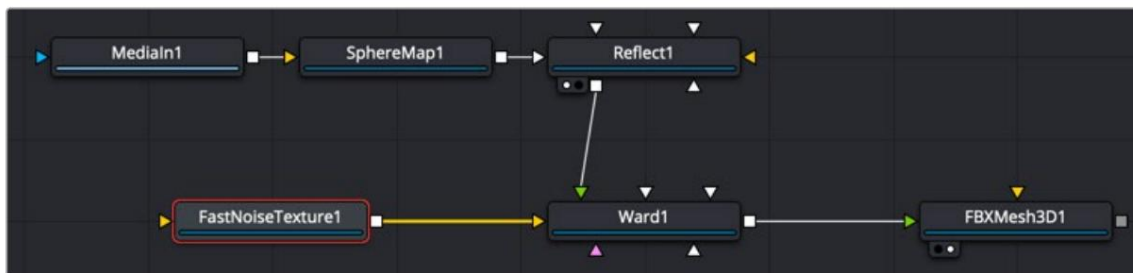 MediaIn1
SphereMap1
Reflect1
FastNoiseTexture1
Ward1
FBXMesh3D1